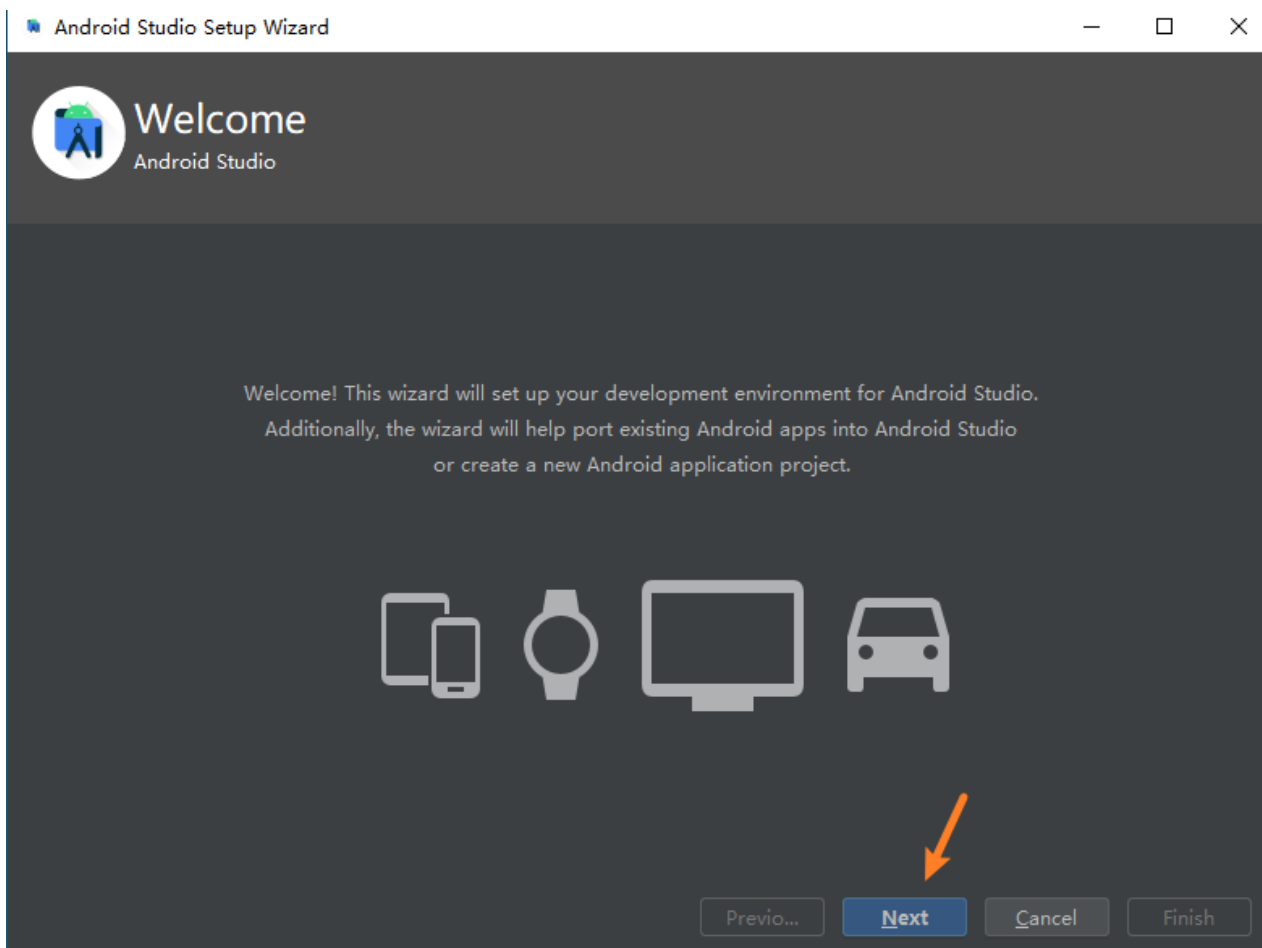 Android Studio Setup Wizard
Welcome
Android Studio
Welcome! This wizard will set up your development environment for Android Studio.
Additionally, the wizard will help port existing Android apps into Android Studio
or create a new Android application project.
Previo... Next Cancel Finish